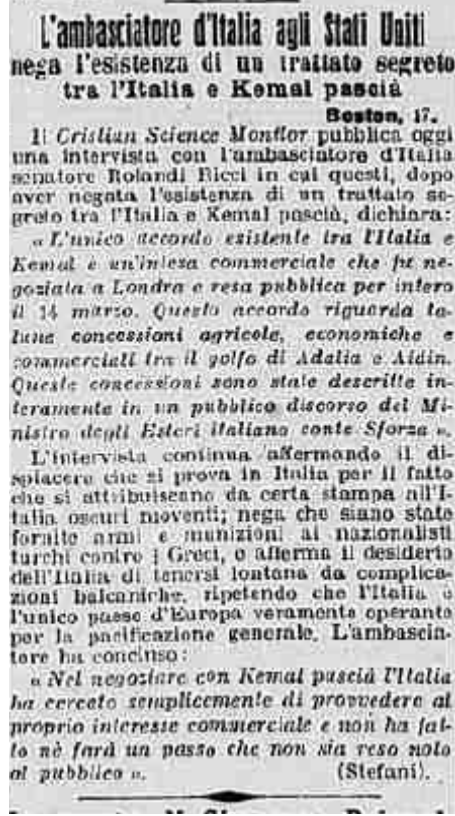 L'ambasciatore d'Italia agli Stati Uniti
nega l'esistenza di un trattato segreto
tra l'Italia e Kemal pascià
Boston, 17.
Il Cristian Science Monitor pubblica oggi
una intervista con l'ambasciatore d'Italia
senatore Rolandi Ricci in cui questi, dopo
aver negata l'esistenza di un trattato se-
greto tra l'Italia e Kemal pascià, dichiara:
« L'unico accordo esistente tra l'Italia e
Kemal è un'intesa commerciale che fu ne-
goziata a Londra e resa pubblica per intero
il 14 marzo. Questo accordo riguarda ta-
lune concessioni agricole, economiche e
commerciali tra il golfo di Adalia e Aidin.
Queste concessioni sono state descritte in-
teramente in un pubblico discorso del Mi-
nistro degli Esteri italiano conte Sforza ».
L'intervista continua affermando il di-
spiacere che si prova in Italia per il fatto
che si attribuiscano da certa stampa all'I-
talia oscuri moventi; nega che siano state
fornite armi e munizioni ai nazionalisti
turchi contro i Greci, e afferma il desiderio
dell'Italia di tenersi lontana da complica-
zioni balcaniche, ripetendo che l'Italia è
l'unico paese d'Europa veramente operante
per la pacificazione generale. L'ambascia-
tore ha concluso:
« Nel negoziare con Kemal pascià l'Italia
ha cercato semplicemente di provvedere al
proprio interesse commerciale e non ha fat-
to nè farà un passo che non sia reso noto
al pubblico ». (Stefani).